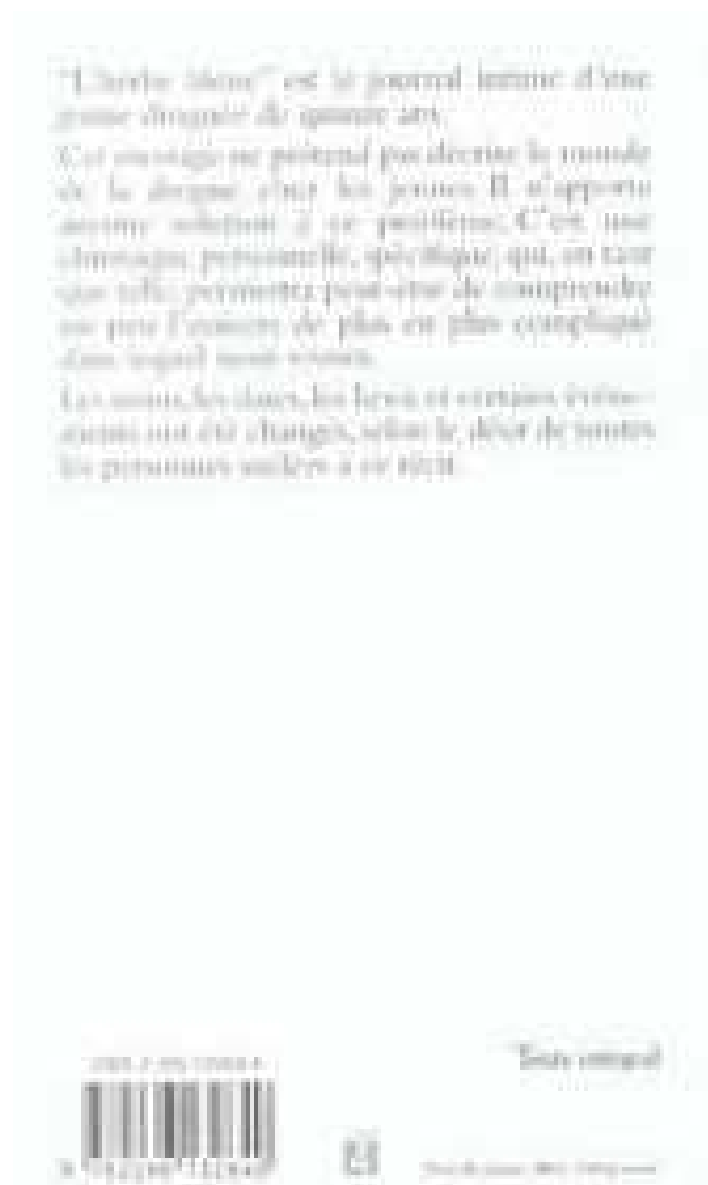 "L'herbe bleue" est le journal intime d'une
jeune droguée de quinze ans.
Cet ouvrage ne prétend pas décrire le monde
de la drogue chez les jeunes. Il n'apporte
aucune solution à ce problème. C'est une
chronique personnelle, spécifique, qui, en tant
que telle, permettra peut-être de comprendre
un peu l'univers de plus en plus compliqué
dans lequel nous vivons.
Les noms, les dates, les lieux et certains événe-
ments ont été changés, selon le désir de toutes
les personnes mêlées à ce récit.
Texte intégral